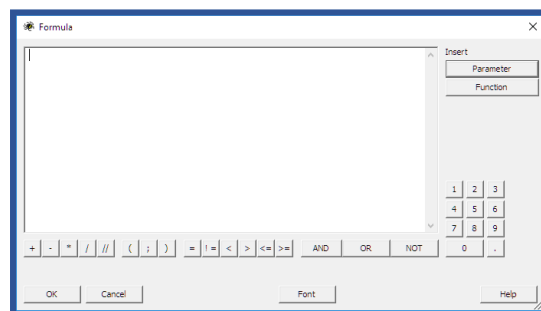 Formula
Insert
Parameter
Function
1 2 3
4 5 6
7 8 9
+ - * / // ( ; ) = != < > <= >= AND OR NOT 0 .
OK Cancel Font Help